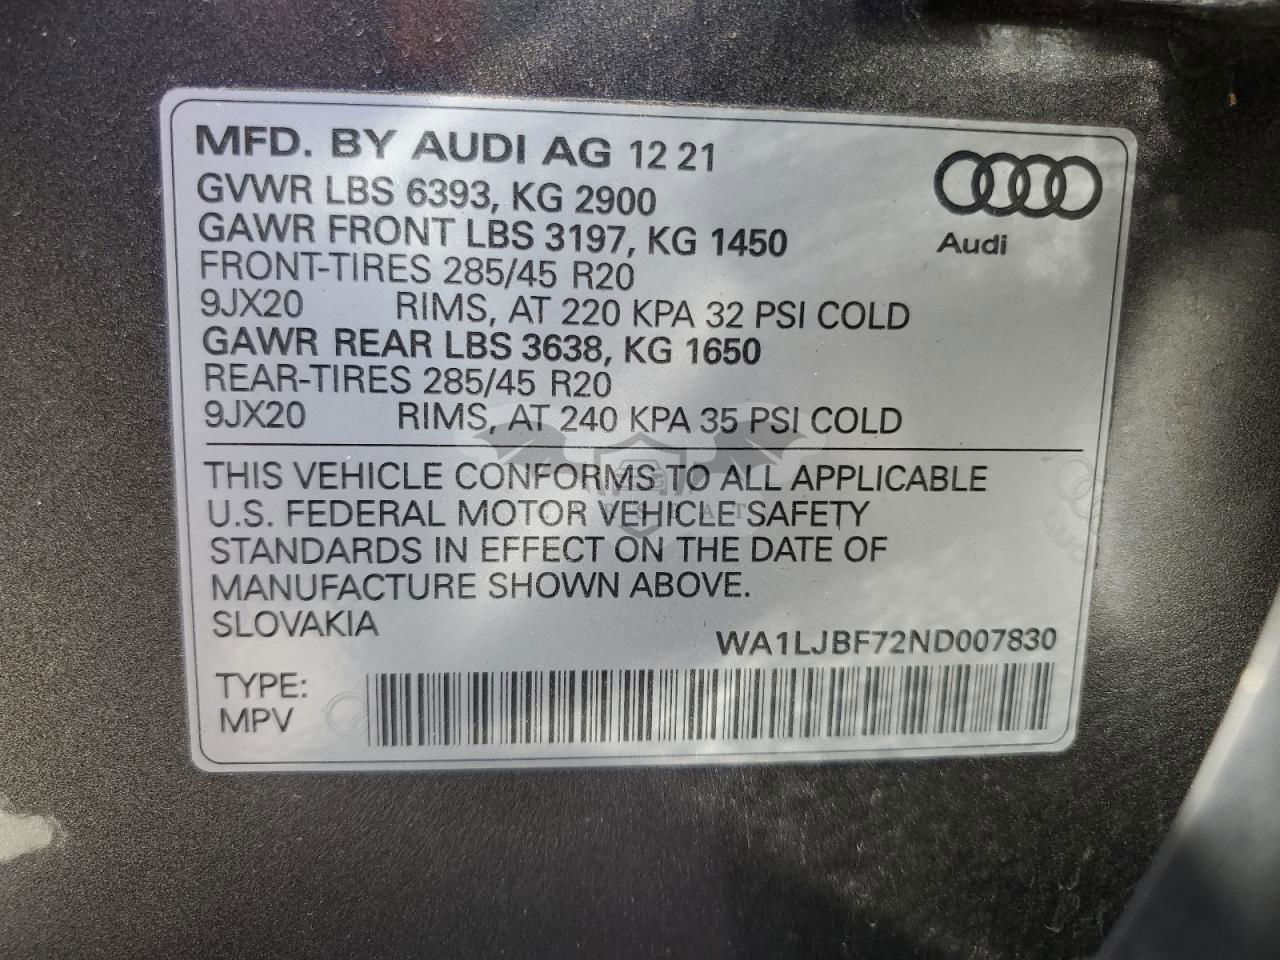 MFD. BY AUDI AG 12 21
GVWR LBS 6393, KG 2900
GAWR FRONT LBS 3197, KG 1450
FRONT-TIRES 285/45 R20
9JX20 RIMS, AT 220 KPA 32 PSI COLD
GAWR REAR LBS 3638, KG 1650
REAR-TIRES 285/45 R20
9JX20 RIMS, AT 240 KPA 35 PSI COLD
Audi
THIS VEHICLE CONFORMS TO ALL APPLICABLE
U.S. FEDERAL MOTOR VEHICLE SAFETY
STANDARDS IN EFFECT ON THE DATE OF
MANUFACTURE SHOWN ABOVE.
SLOVAKIA
WA1LJBF72ND007830
TYPE:
MPV